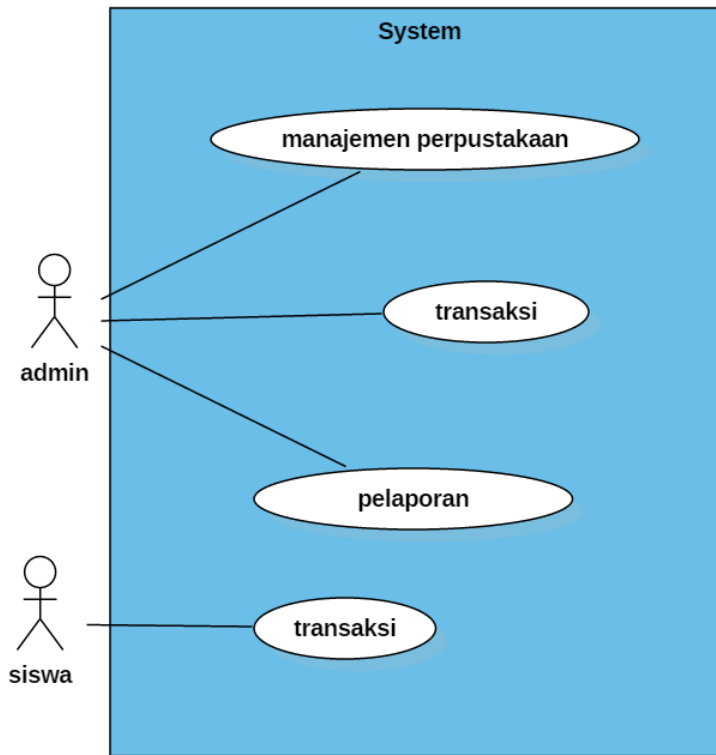 System
manajemen perpustakaan
transaksi
admin
pelaporan
transaksi
siswa